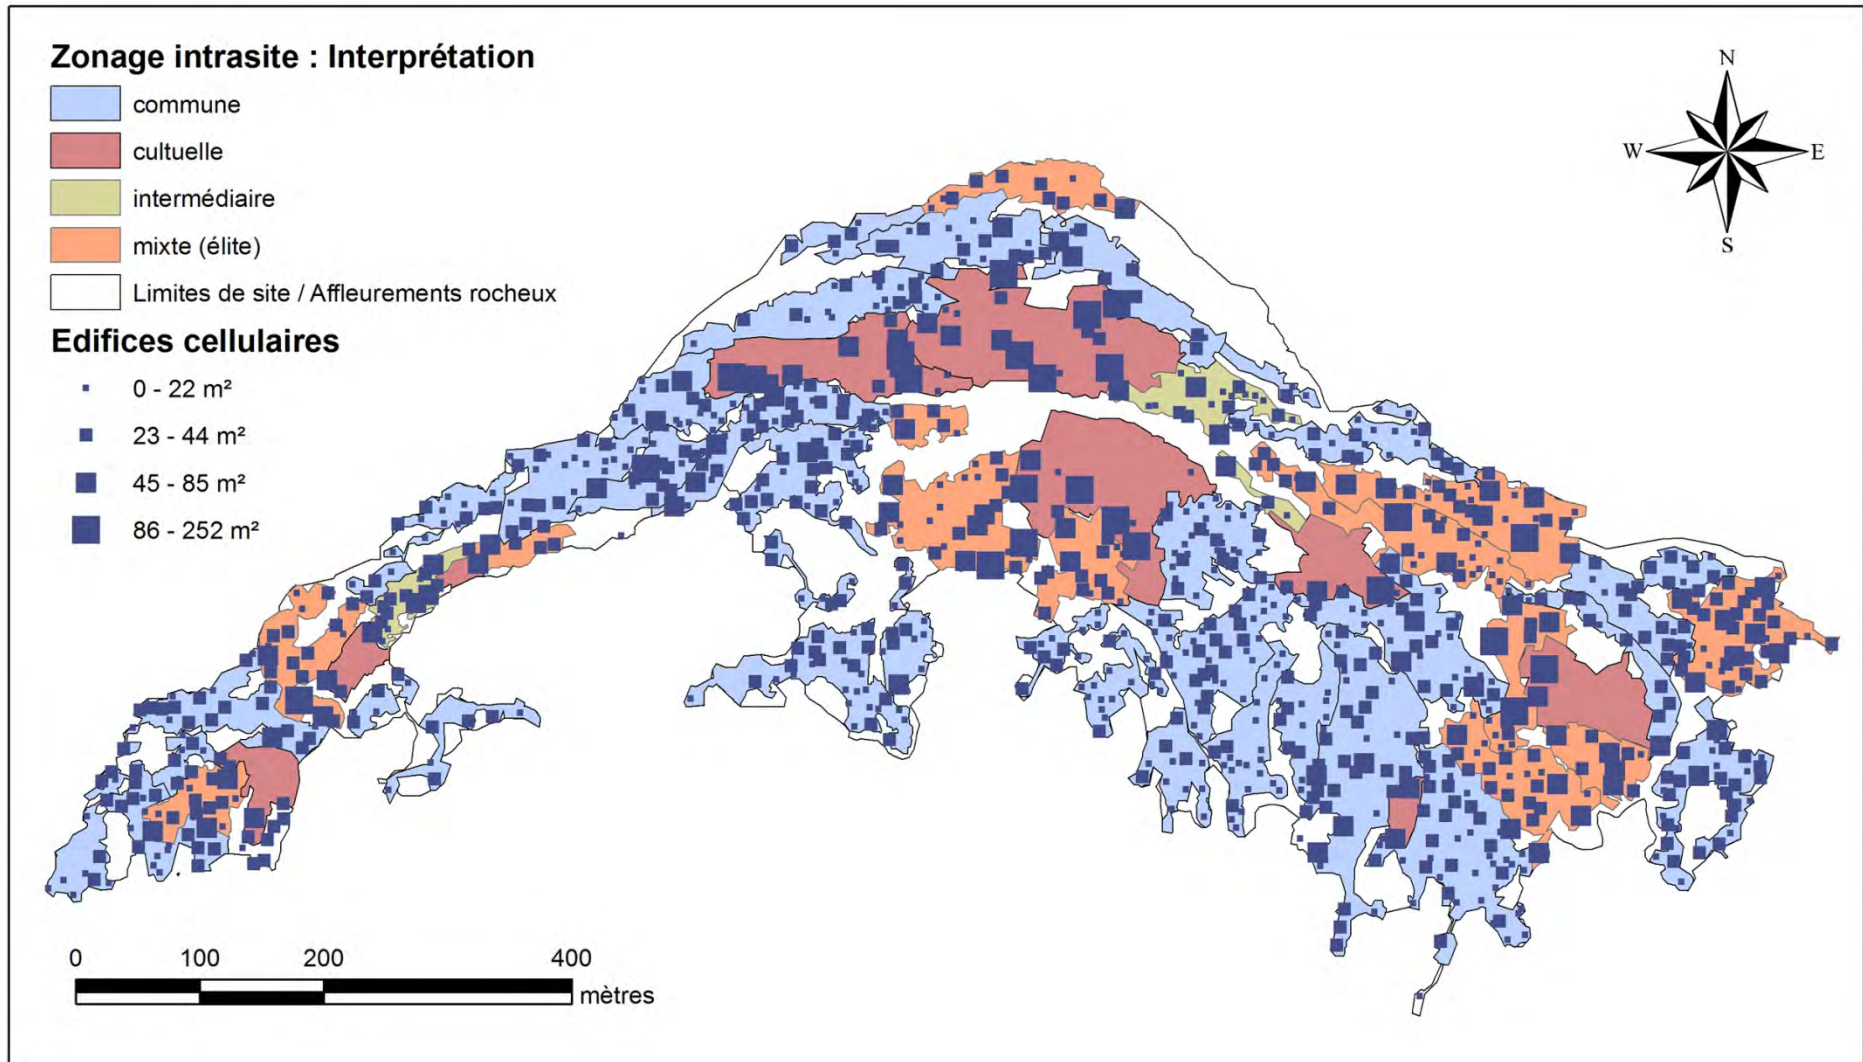 Zonage intrasite : Interprétation
commune
cultuelle
intermédiaire
mixte (élite)
Limites de site / Affleurements rocheux
Edifices cellulaires
0 - 22 m²
23 - 44 m²
45 - 85 m²
86 - 252 m²
N
W
E
S
0 100 200 400
mètres